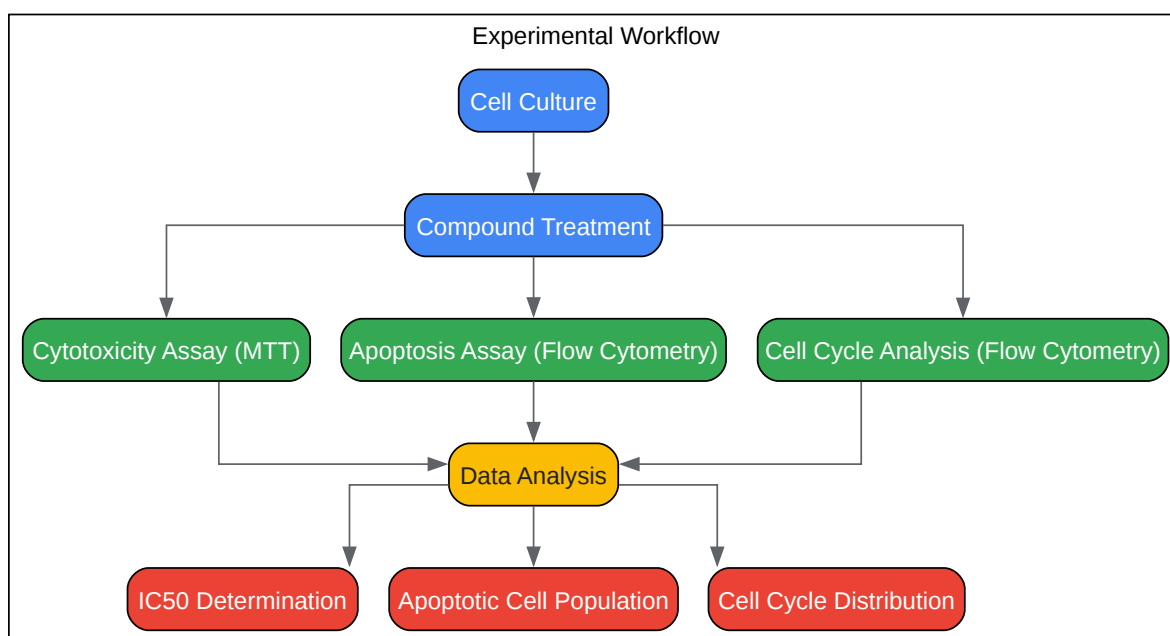 Experimental Workflow
Cell Culture
Compound Treatment
Cytotoxicity Assay (MTT)
Apoptosis Assay (Flow Cytometry)
Cell Cycle Analysis (Flow Cytometry)
Data Analysis
IC50 Determination
Apoptotic Cell Population
Cell Cycle Distribution